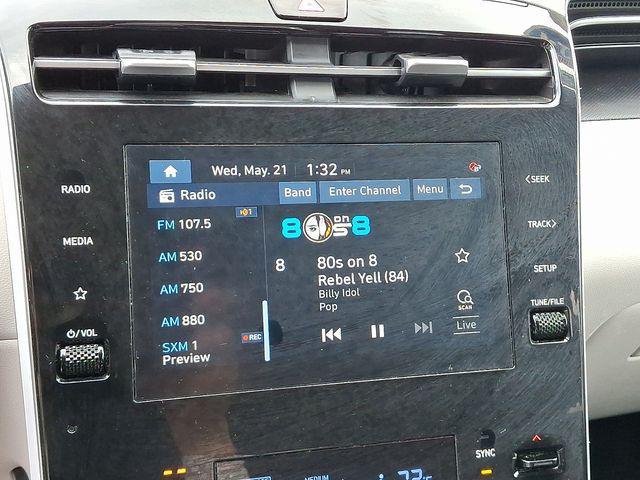 Wed, May. 21 1:32 PM
RADIO
Radio Band Enter Channel Menu
SEEK
FM 107.5
80s on 8
TRACK
MEDIA
AM 530
8 80s on 8
Rebel Yell (84)
Billy Idol
Pop
SETUP
AM 750
SCAN
TUNE/FILE
AM 880
Live
VOL
REC
SXM 1
Preview
SYNC
MEDIUM
72